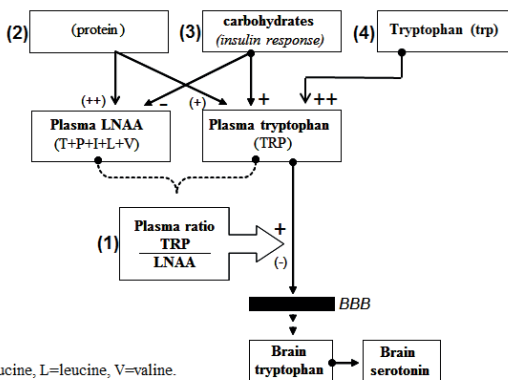 (2)
(protein)
(3)
carbohydrates
(insulin response)
(4)
Tryptophan (trp)
(++)
–
(+)
+
++
Plasma LNAA
(T+P+I+L+V)
Plasma tryptophan
(TRP)
(1)
Plasma ratio
TRP
LNAA
+
(-)
BBB
Brain
tryptophan
Brain
serotonin
L=leucine, V=valine.